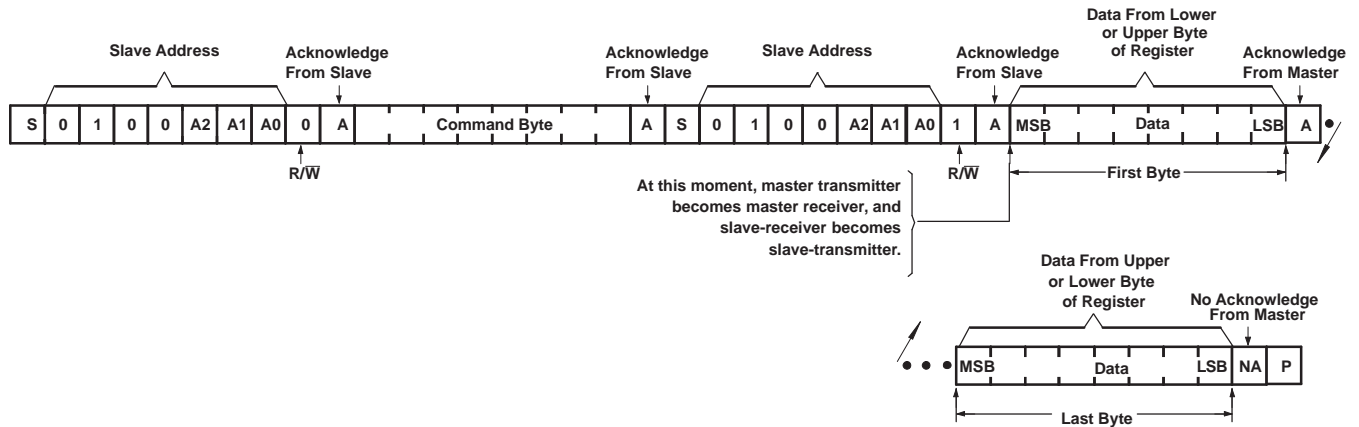 Slave Address
Acknowledge
From Slave
Acknowledge
From Slave
Slave Address
Acknowledge
From Slave
Data From Lower
or Upper Byte
of Register
Acknowledge
From Master
S 0 1 0 0 A2 A1 A0 0 A Command Byte A S 0 1 0 0 A2 A1 A0 1 A MSB Data LSB A
R/W̅
R/W̅
First Byte
At this moment, master transmitter
becomes master receiver, and
slave-receiver becomes
slave-transmitter.
Data From Upper
or Lower Byte
of Register
No Acknowledge
From Master
MSB Data LSB NA P
Last Byte